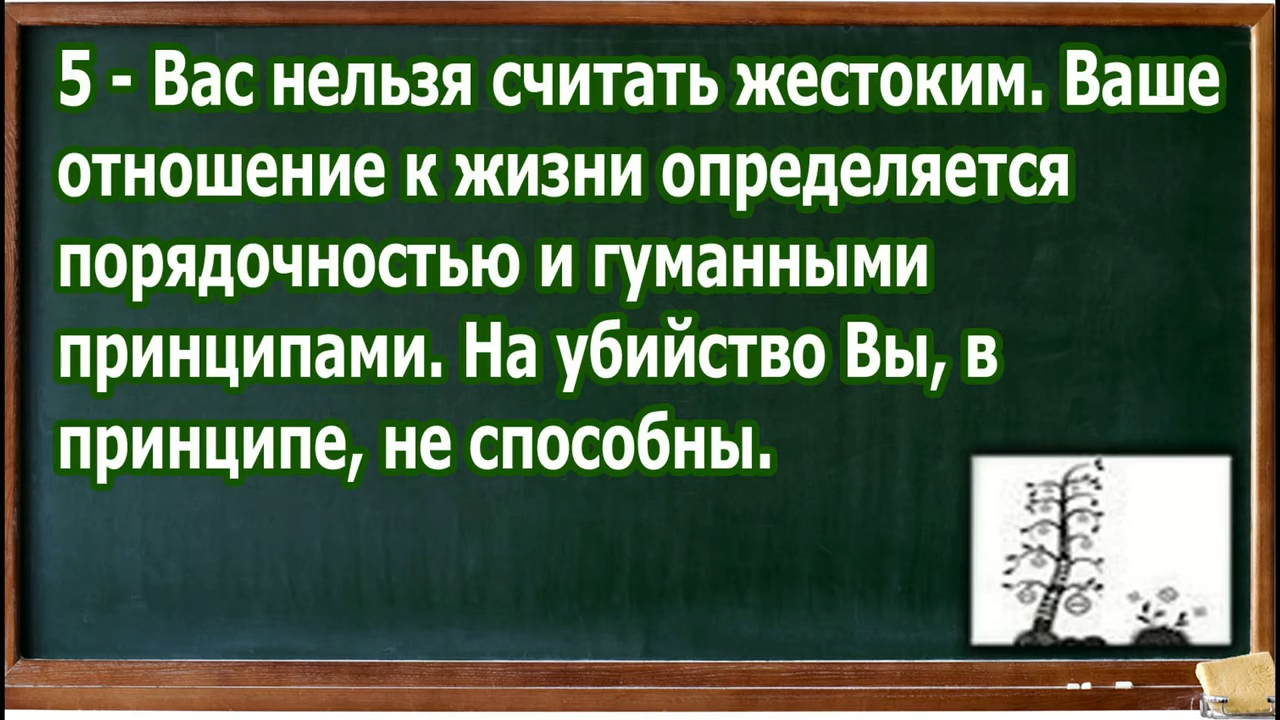 5 - Вас нельзя считать жестоким. Ваше
отношение к жизни определяется
порядочностью и гуманными
принципами. На убийство Вы, в
принципе, не способны.